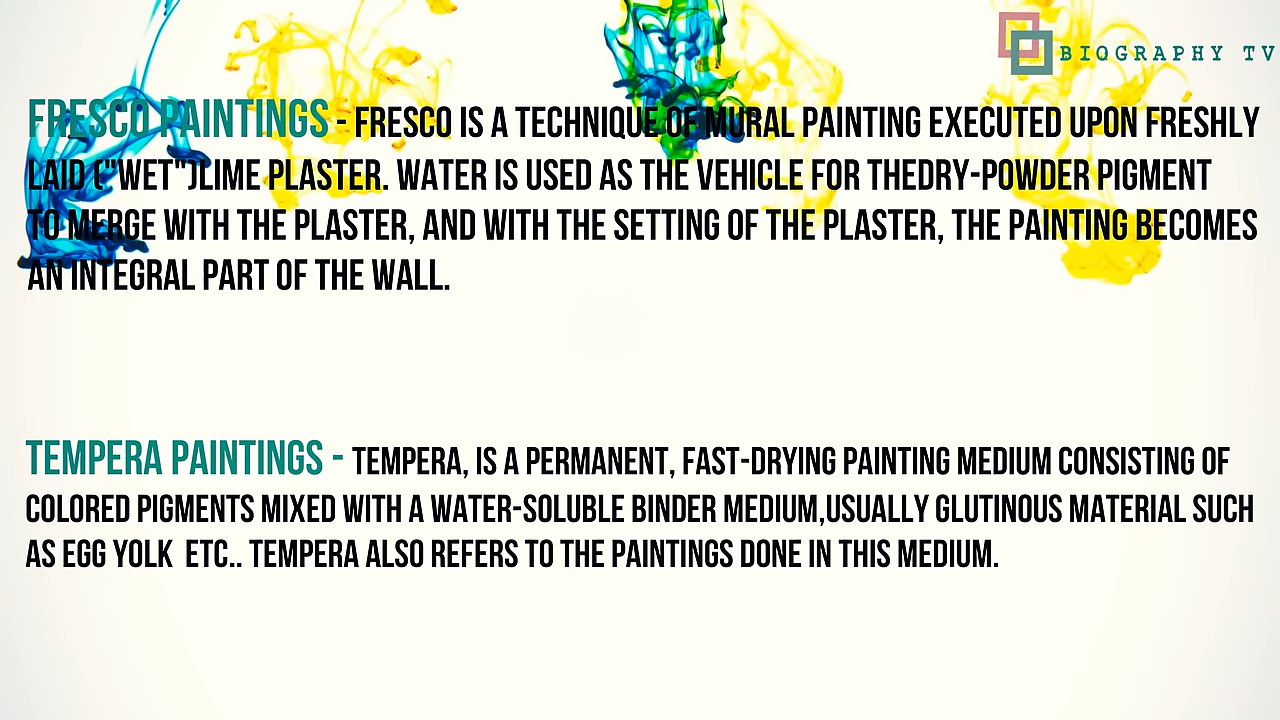 BIOGRAPHY TV
FRESCO PAINTINGS - FRESCO IS A TECHNIQUE OF MURAL PAINTING EXECUTED UPON FRESHLY
LAID ("WET")LIME PLASTER. WATER IS USED AS THE VEHICLE FOR THEDRY-POWDER PIGMENT
TO MERGE WITH THE PLASTER, AND WITH THE SETTING OF THE PLASTER, THE PAINTING BECOMES
AN INTEGRAL PART OF THE WALL.
TEMPERA PAINTINGS - TEMPERA, IS A PERMANENT, FAST-DRYING PAINTING MEDIUM CONSISTING OF
COLORED PIGMENTS MIXED WITH A WATER-SOLUBLE BINDER MEDIUM,USUALLY GLUTINOUS MATERIAL SUCH
AS EGG YOLK  ETC.. TEMPERA ALSO REFERS TO THE PAINTINGS DONE IN THIS MEDIUM.